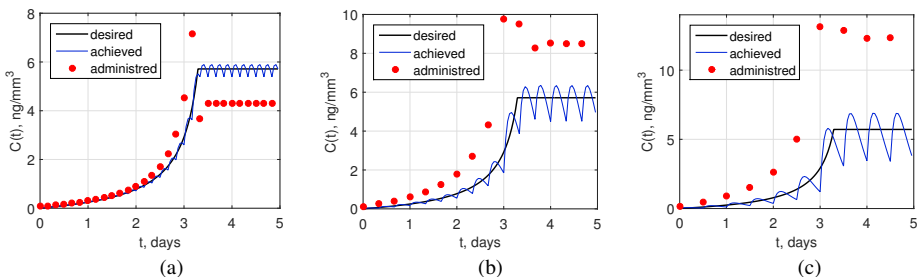 8
6
4
2
0
C(t), ng/mm³
desired
achieved
administred
0 1 2 3 4 5
t, days
(a)
10
8
6
4
2
0
C(t), ng/mm³
desired
achieved
administred
0 1 2 3 4 5
t, days
(b)
10
5
0
C(t), ng/mm³
desired
achieved
administred
0 1 2 3 4 5
t, days
(c)